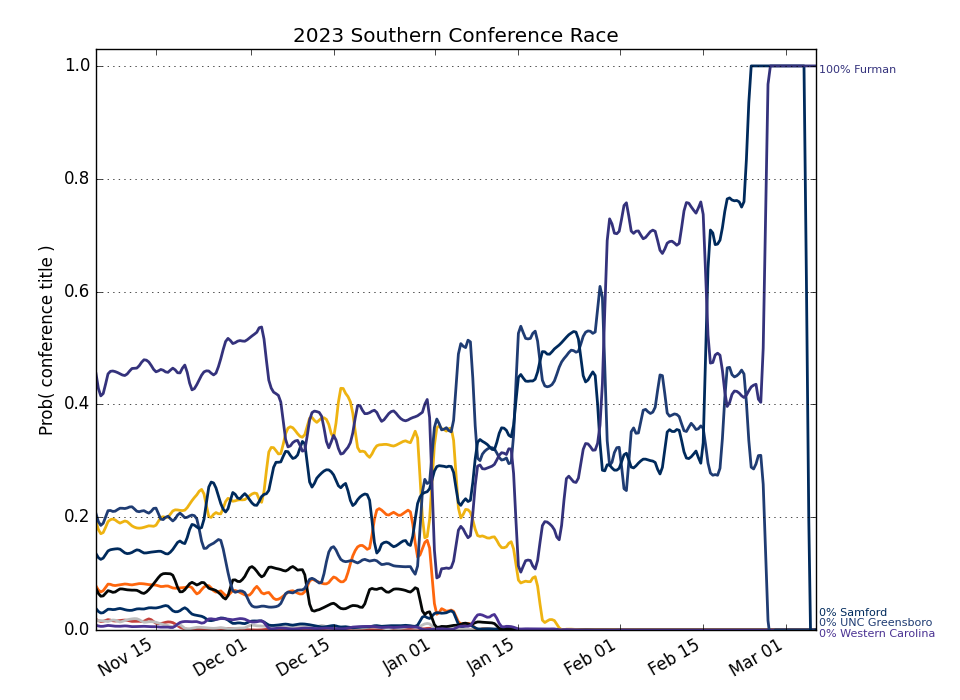 2023 Southern Conference Race
Prob( conference title )
1.0
0.8
0.6
0.4
0.2
0.0
100% Furman
0% Samford
0% UNC Greensboro
0% Western Carolina
Nov 15
Dec 01
Dec 15
Jan 01
Jan 15
Feb 01
Feb 15
Mar 01